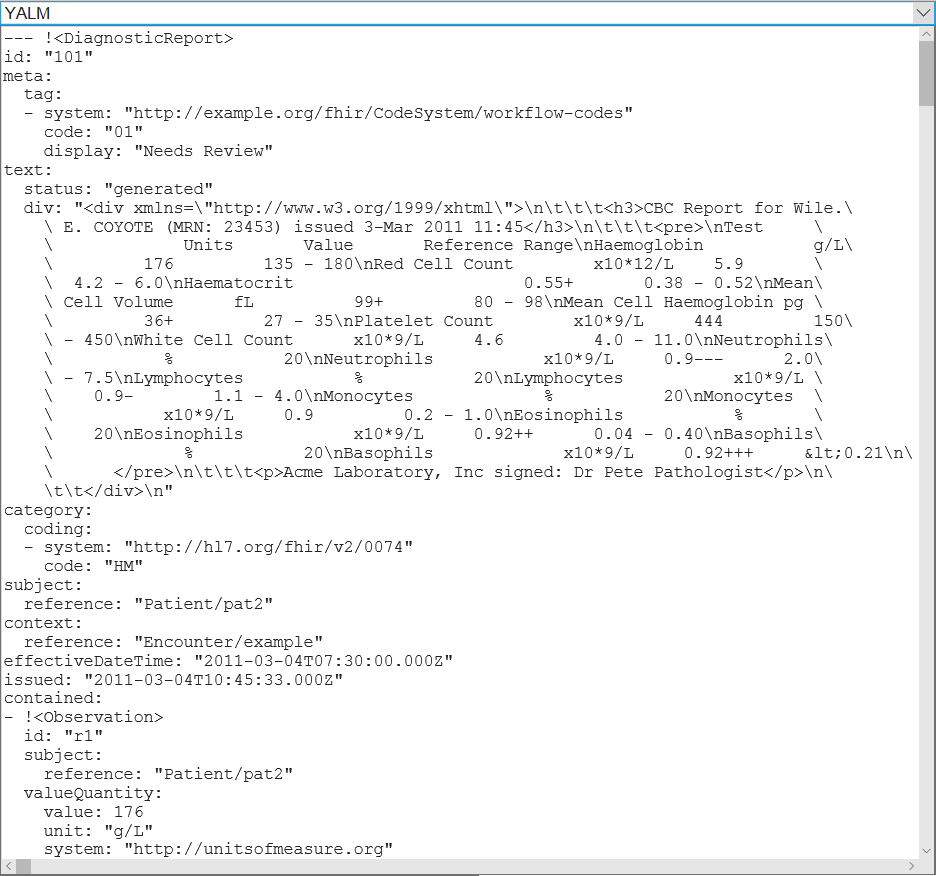 YALM
--- !<DiagnosticReport>
id: "101"
meta:
  tag:
  - system: "http://example.org/fhir/CodeSystem/workflow-codes"
    code: "01"
    display: "Needs Review"
text:
  status: "generated"
  div: "<div xmlns=\"http://www.w3.org/1999/xhtml\">\n\t\t\t<h3>CBC Report for Wile.\
    \ E. COYOTE (MRN: 23453) issued 3-Mar 2011 11:45</h3>\n\t\t\t<pre>\nTest     \
    \             Units       Value       Reference Range\nHaemoglobin           g/L\
    \         176         135 - 180\nRed Cell Count        x10*12/L    5.9       \
    \  4.2 - 6.0\nHaematocrit                       0.55+       0.38 - 0.52\nMean\
    \ Cell Volume      fL          99+         80 - 98\nMean Cell Haemoglobin pg \
    \         36+         27 - 35\nPlatelet Count        x10*9/L     444         150\
    \ - 450\nWhite Cell Count      x10*9/L     4.6         4.0 - 11.0\nNeutrophils\
    \           %           20\nNeutrophils           x10*9/L     0.9---      2.0\
    \ - 7.5\nLymphocytes           %           20\nLymphocytes           x10*9/L \
    \    0.9-        1.1 - 4.0\nMonocytes             %           20\nMonocytes  \
    \           x10*9/L     0.9         0.2 - 1.0\nEosinophils           %       \
    \    20\nEosinophils           x10*9/L     0.92++      0.04 - 0.40\nBasophils\
    \             %           20\nBasophils             x10*9/L     0.92+++     &lt;0.21\n\
    \      </pre>\n\t\t\t<p>Acme Laboratory, Inc signed: Dr Pete Pathologist</p>\n\
    \t\t</div>\n"
category:
  coding:
  - system: "http://hl7.org/fhir/v2/0074"
    code: "HM"
subject:
  reference: "Patient/pat2"
context:
  reference: "Encounter/example"
effectiveDateTime: "2011-03-04T07:30:00.000Z"
issued: "2011-03-04T10:45:33.000Z"
contained:
- !<Observation>
  id: "r1"
  subject:
    reference: "Patient/pat2"
  valueQuantity:
    value: 176
    unit: "g/L"
    system: "http://unitsofmeasure.org"